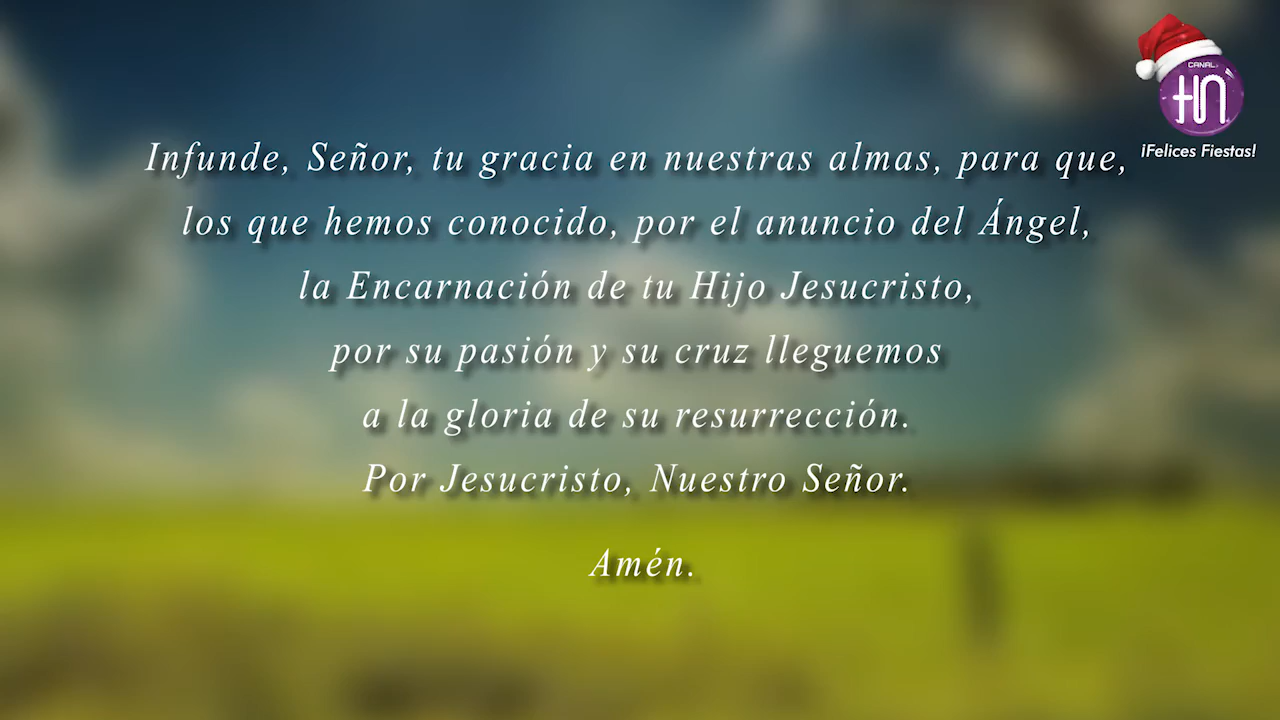 Infunde, Señor, tu gracia en nuestras almas, para que,
los que hemos conocido, por el anuncio del Ángel,
la Encarnación de tu Hijo Jesucristo,
por su pasión y su cruz lleguemos
a la gloria de su resurrección.
Por Jesucristo, Nuestro Señor.
Amén.
CANAL
HN
¡Felices Fiestas!